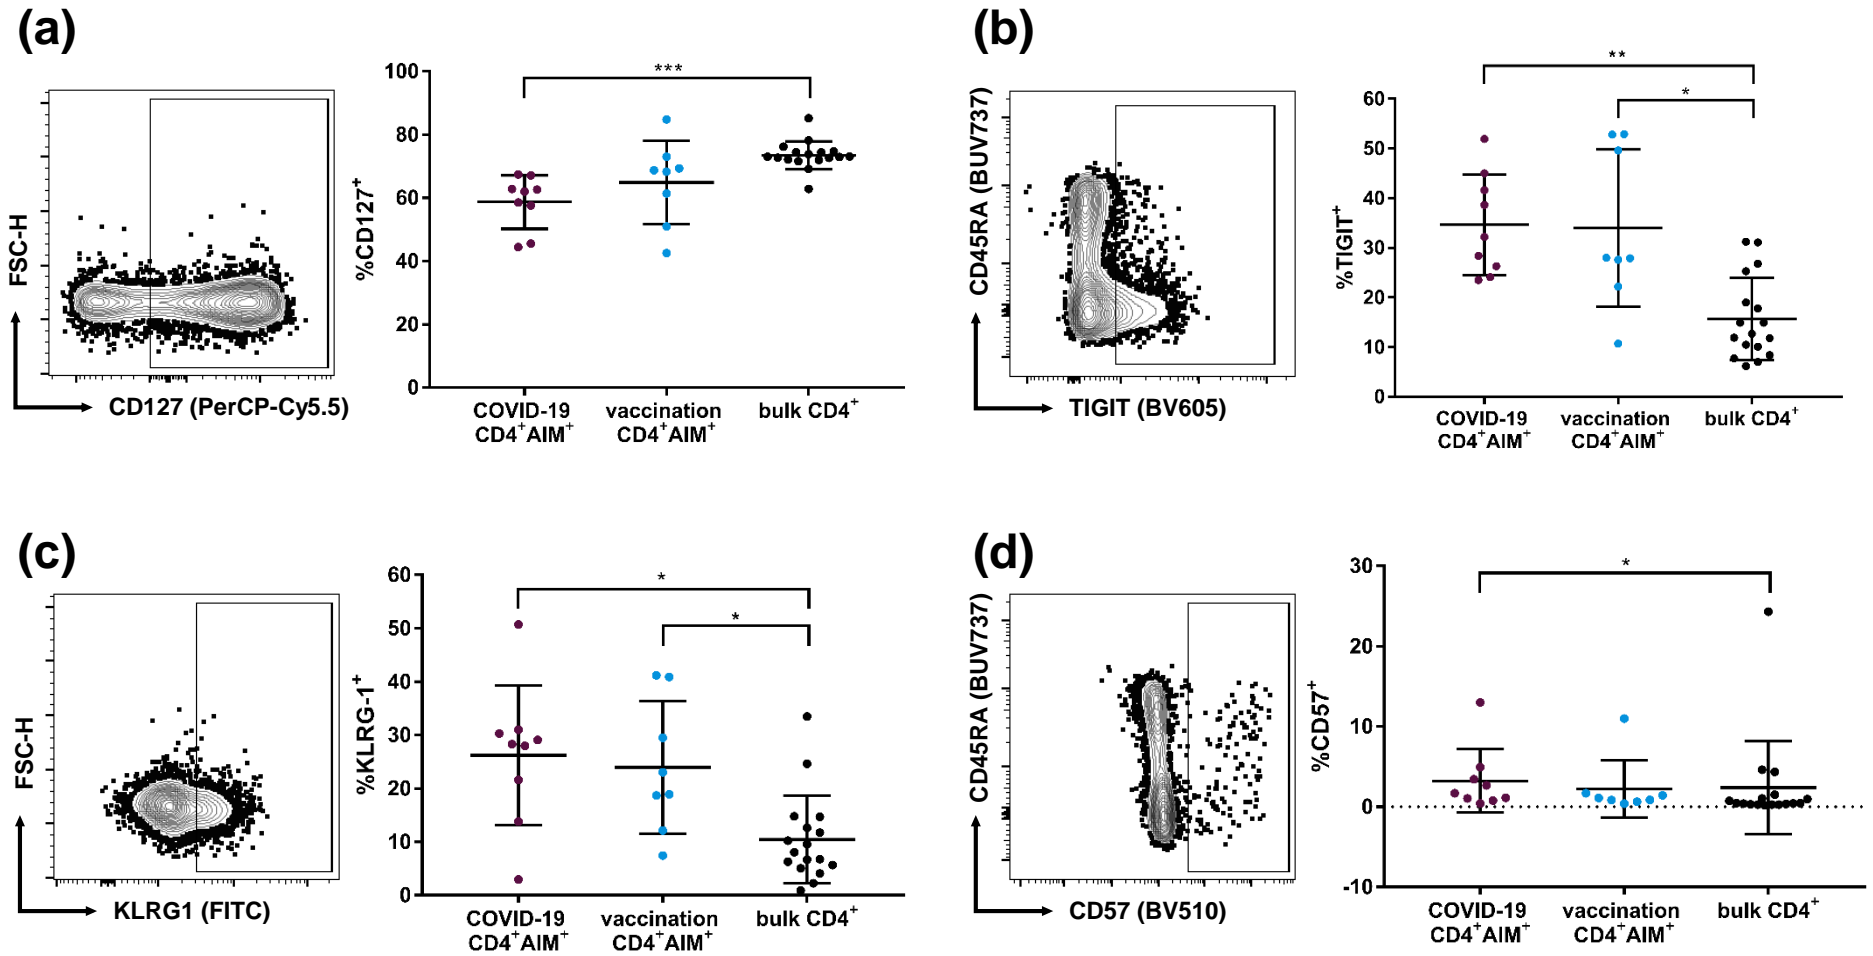 (a)
FSC-H
CD127 (PerCP-Cy5.5)
%CD127+
100
80
60
40
20
0
***
COVID-19
CD4+AIM+
vaccination
CD4+AIM+
bulk CD4+
(b)
CD45RA (BUV737)
TIGIT (BV605)
%TIGIT+
60
50
40
30
20
10
0
**
*
COVID-19
CD4+AIM+
vaccination
CD4+AIM+
bulk CD4+
(c)
FSC-H
KLRG1 (FITC)
%KLRG-1+
60
50
40
30
20
10
0
*
*
COVID-19
CD4+AIM+
vaccination
CD4+AIM+
bulk CD4+
(d)
CD45RA (BUV737)
CD57 (BV510)
%CD57+
30
20
10
0
-10
*
COVID-19
CD4+AIM+
vaccination
CD4+AIM+
bulk CD4+